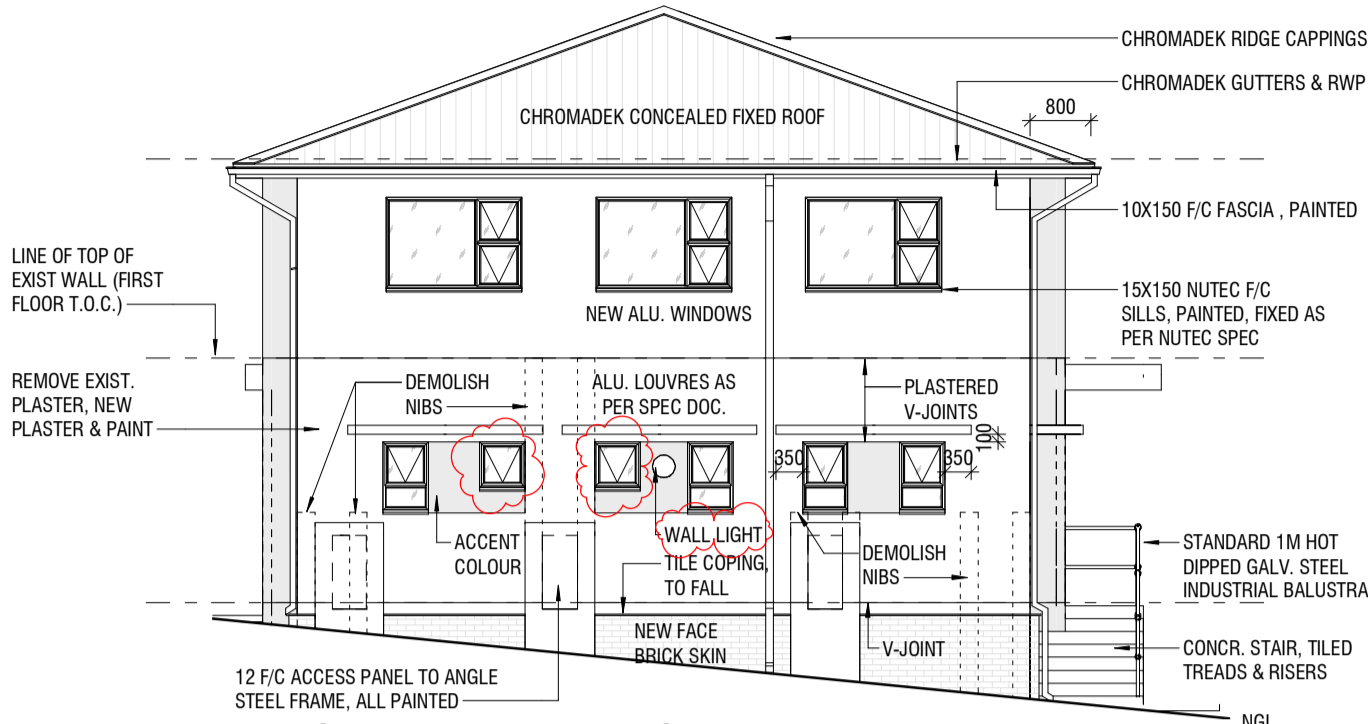 CHROMADEK RIDGE CAPPINGS
CHROMADEK GUTTERS & RWP
800
CHROMADEK CONCEALED FIXED ROOF
10X150 F/C FASCIA , PAINTED
LINE OF TOP OF
EXIST WALL (FIRST
FLOOR T.O.C.)
15X150 NUTEC F/C
SILLS, PAINTED, FIXED AS
PER NUTEC SPEC
NEW ALU. WINDOWS
REMOVE EXIST.
PLASTER, NEW
PLASTER & PAINT
DEMOLISH
NIBS
ALU. LOUVRES AS
PER SPEC DOC.
PLASTERED
V-JOINTS
100
350
350
ACCENT
COLOUR
WALL LIGHT
TILE COPING,
TO FALL
DEMOLISH
NIBS
STANDARD 1M HOT
DIPPED GALV. STEEL
INDUSTRIAL BALUSTRA
NEW FACE
BRICK SKIN
V-JOINT
CONCR. STAIR, TILED
TREADS & RISERS
12 F/C ACCESS PANEL TO ANGLE
STEEL FRAME, ALL PAINTED
NGL